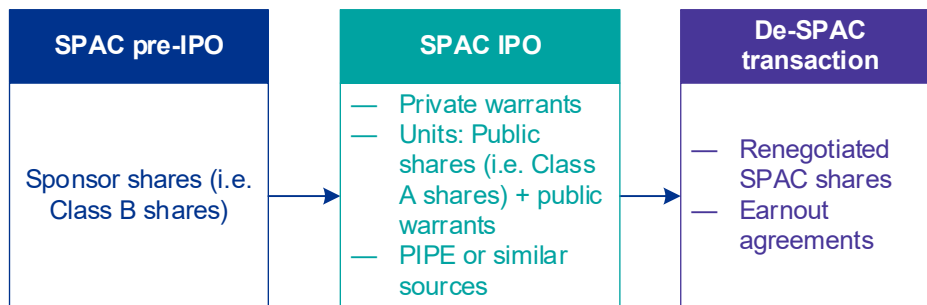 SPAC pre-IPO
Sponsor shares (i.e.
Class B shares)
SPAC IPO
— Private warrants
— Units: Public
shares (i.e. Class
A shares) + public
warrants
— PIPE or similar
sources
De-SPAC
transaction
— Renegotiated
SPAC shares
— Earnout
agreements